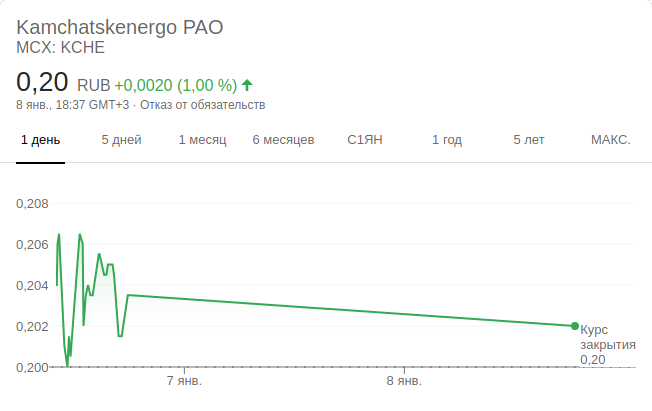 Kamchatskenergo PAO
MCX: KCHE
0,20 RUB +0,0020 (1,00 %)
8 янв., 18:37 GMT+3 · Отказ от обязательств
1 день 5 дней 1 месяц 6 месяцев С1ЯН 1 год 5 лет МАКС.
0,208
0,206
0,204
0,202
0,200
Курс
закрытия
0,20
7 янв. 8 янв.